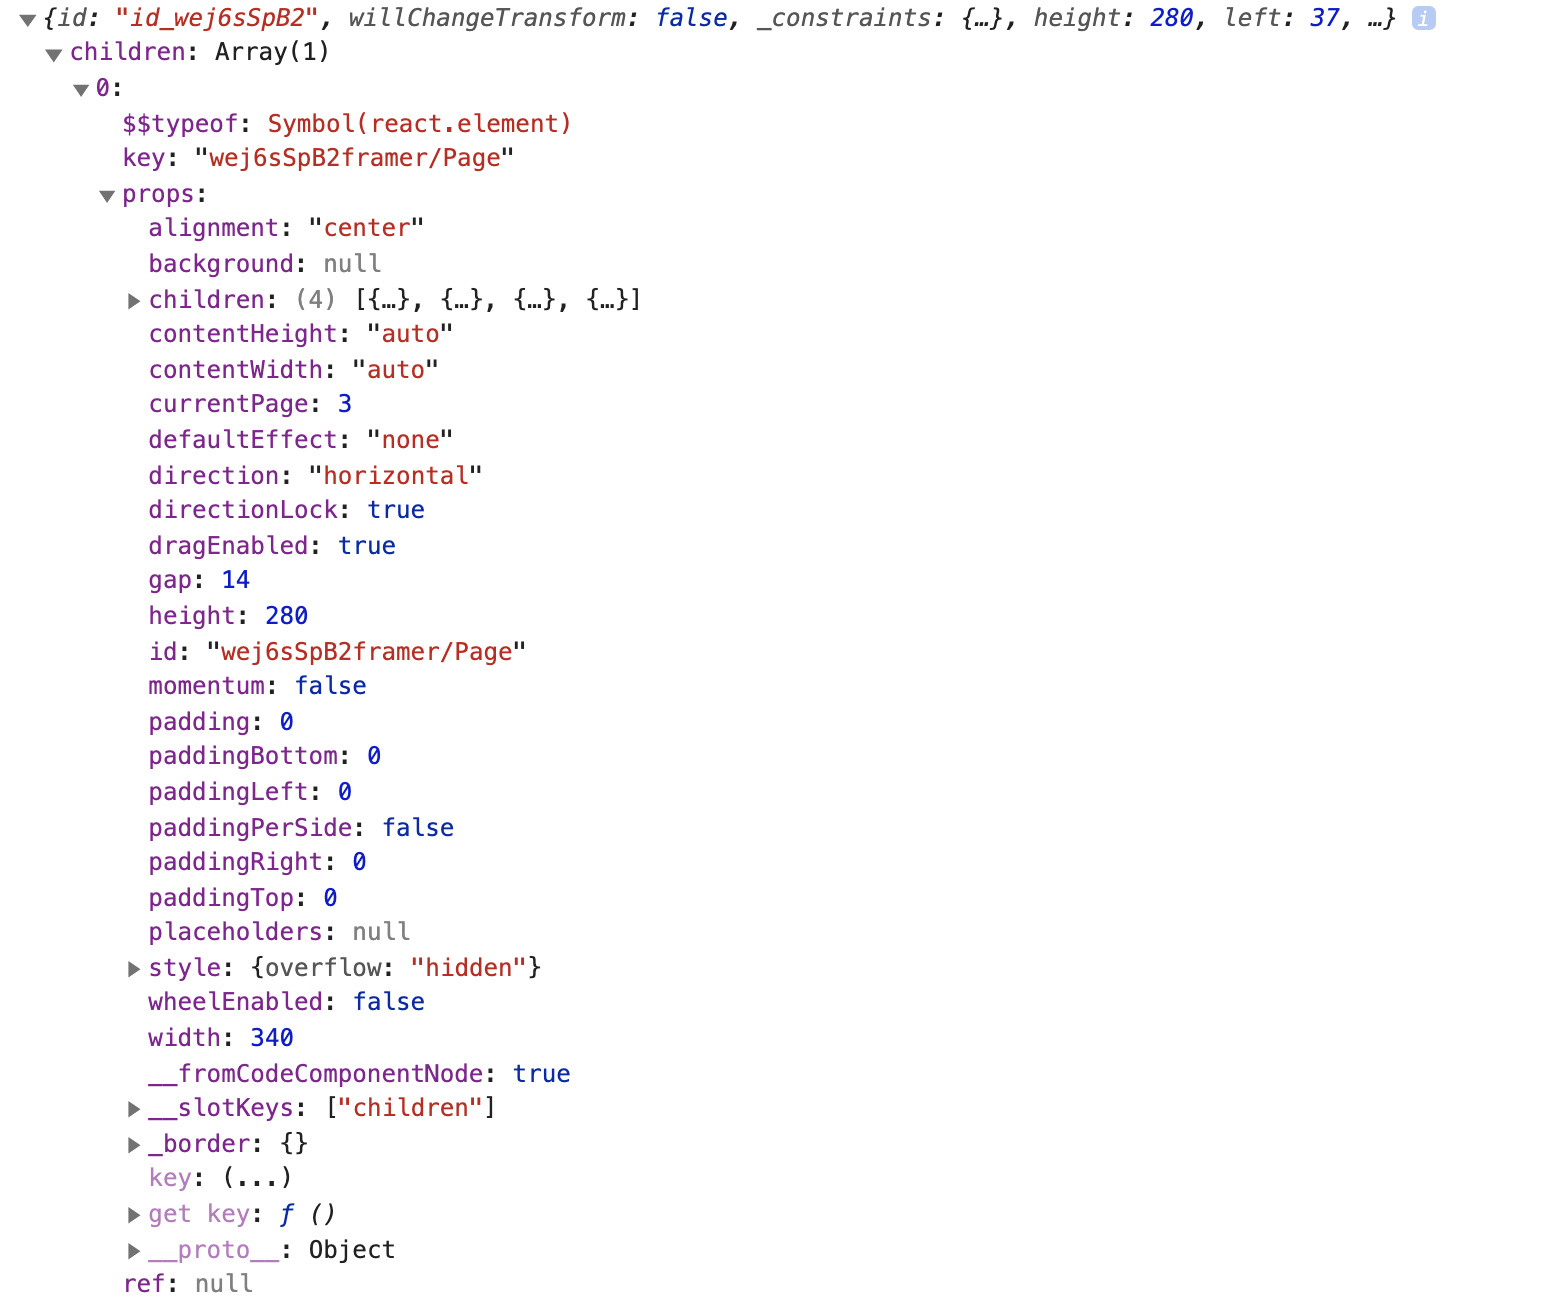 ▼{id: "id_wej6sSpB2", willChangeTransform: false, _constraints: {…}, height: 280, left: 37, …} i
▼children: Array(1)
▼0:
$$typeof: Symbol(react.element)
key: "wej6sSpB2framer/Page"
▼props:
alignment: "center"
background: null
▶children: (4) [{…}, {…}, {…}, {…}]
contentHeight: "auto"
contentWidth: "auto"
currentPage: 3
defaultEffect: "none"
direction: "horizontal"
directionLock: true
dragEnabled: true
gap: 14
height: 280
id: "wej6sSpB2framer/Page"
momentum: false
padding: 0
paddingBottom: 0
paddingLeft: 0
paddingPerSide: false
paddingRight: 0
paddingTop: 0
placeholders: null
▶style: {overflow: "hidden"}
wheelEnabled: false
width: 340
__fromCodeComponentNode: true
▶__slotKeys: ["children"]
▶_border: {}
key: (...)
▶get key: ƒ ()
▶__proto__: Object
ref: null